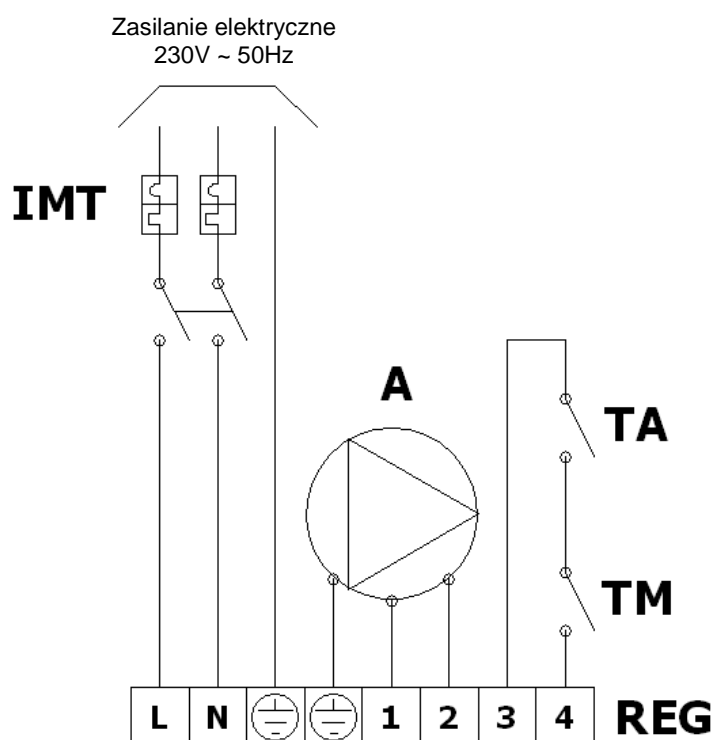 Zasilanie elektryczne
230V ~ 50Hz
IMT
A
TA
TM
L N 1 2 3 4 REG